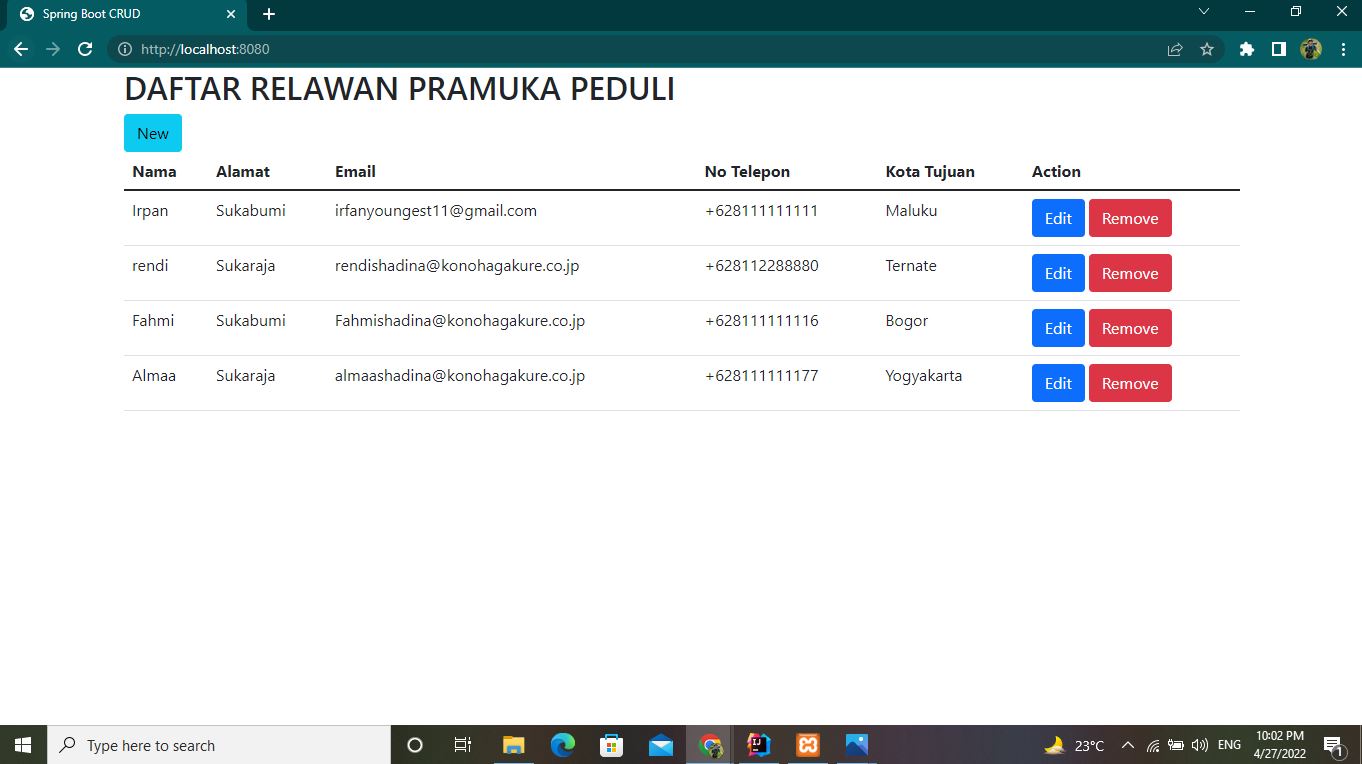 Spring Boot CRUD
http://localhost:8080
DAFTAR RELAWAN PRAMUKA PEDULI
New
Nama Alamat Email No Telepon Kota Tujuan Action
Irpan Sukabumi irfanyoungest11@gmail.com +628111111111 Maluku Edit Remove
rendi Sukaraja rendishadina@konohagakure.co.jp +628112288880 Ternate Edit Remove
Fahmi Sukabumi Fahmishadina@konohagakure.co.jp +628111111116 Bogor Edit Remove
Almaa Sukaraja almaashadina@konohagakure.co.jp +628111111177 Yogyakarta Edit Remove
Type here to search
23°C
ENG
10:02 PM
4/27/2022
1